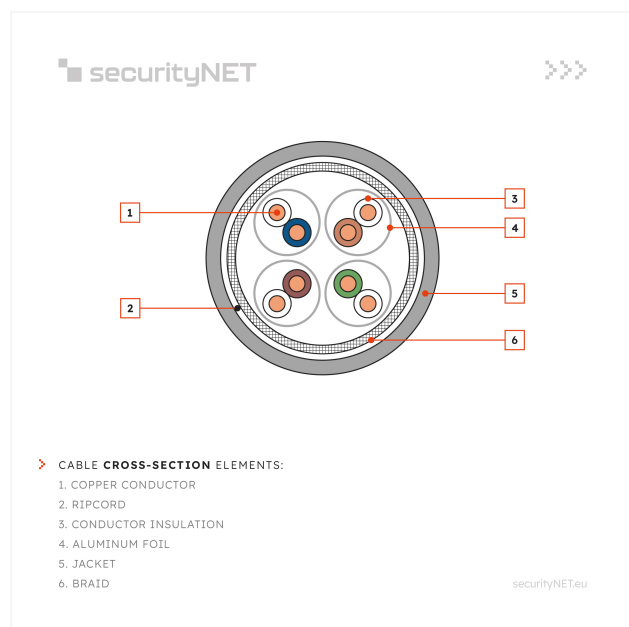 securityNET
1
2
3
4
5
6
CABLE CROSS-SECTION ELEMENTS:
1. COPPER CONDUCTOR
2. RIPCORD
3. CONDUCTOR INSULATION
4. ALUMINUM FOIL
5. JACKET
6. BRAID
securityNET.eu